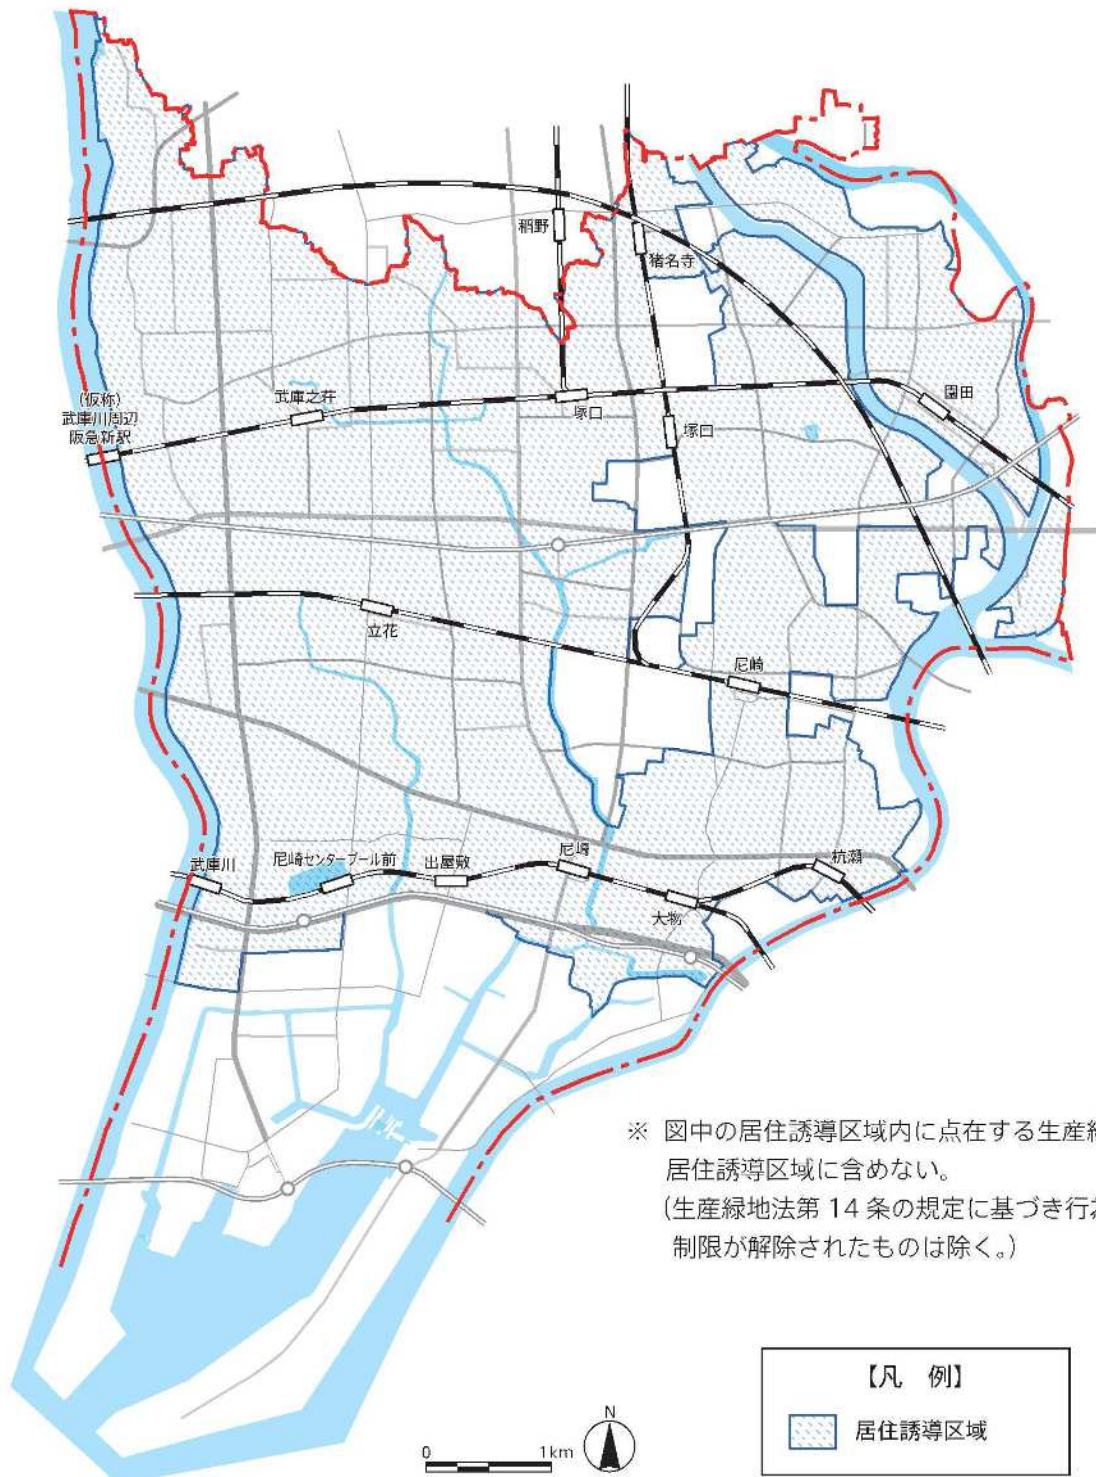 稲野
猪名寺
(仮称)
武庫川周辺
阪急新駅
武庫之荘
塚口
塚口
園田
立花
尼崎
武庫川
尼崎センタープール前
出屋敷
尼崎
大物
杭瀬
※ 図中の居住誘導区域内に点在する生産緑
居住誘導区域に含めない。
(生産緑地法第 14 条の規定に基づき行為
制限が解除されたものは除く。)
【凡 例】
居住誘導区域
0 1km
N